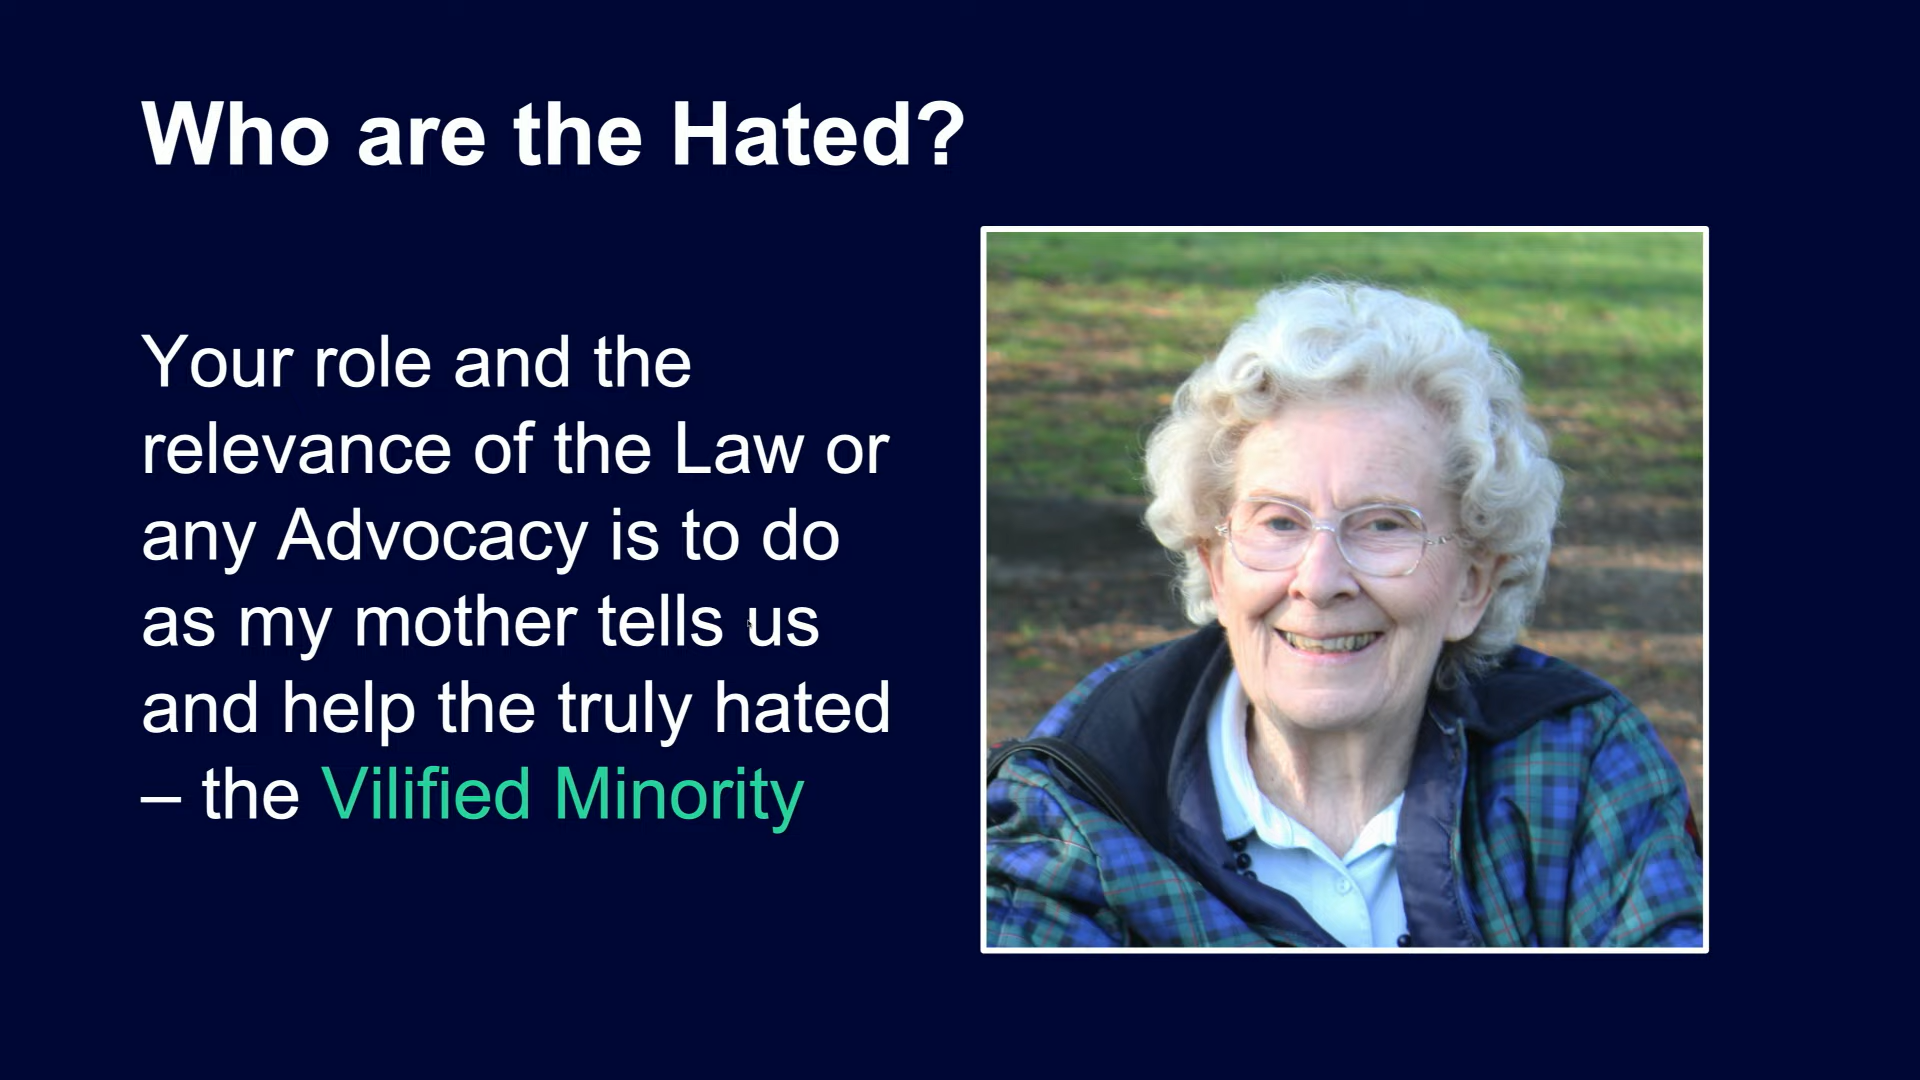 Who are the Hated?
Your role and the
relevance of the Law or
any Advocacy is to do
as my mother tells us
and help the truly hated
– the Vilified Minority